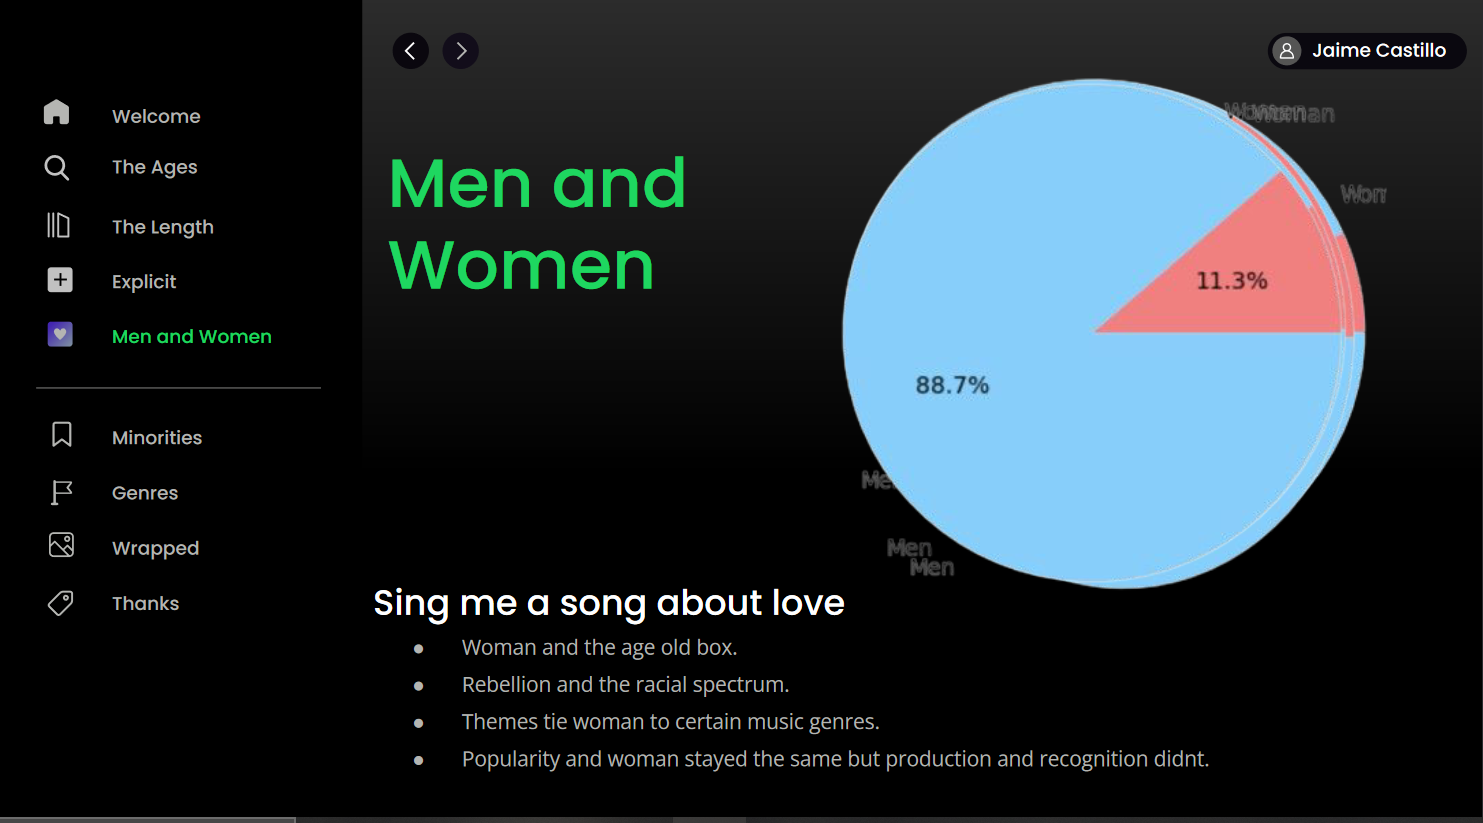 Welcome
The Ages
The Length
Explicit
Men and Women
Minorities
Genres
Wrapped
Thanks
Jaime Castillo
Men and
Women
Woman
11.3%
88.7%
Men
Men
Sing me a song about love
Woman and the age old box.
Rebellion and the racial spectrum.
Themes tie woman to certain music genres.
Popularity and woman stayed the same but production and recognition didnt.